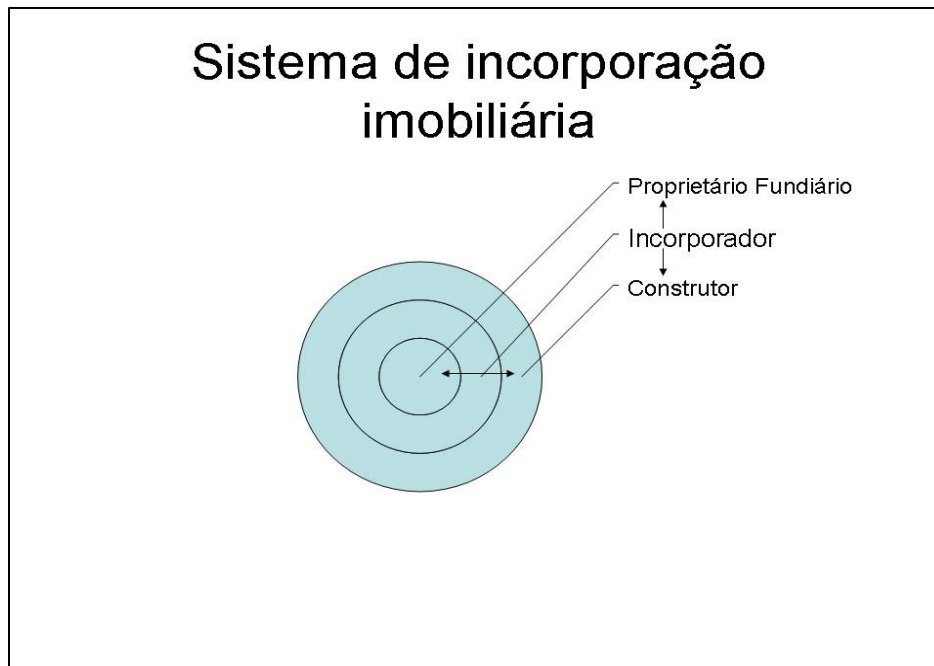 Sistema de incorporação
imobiliária
Proprietário Fundiário
Incorporador
Construtor